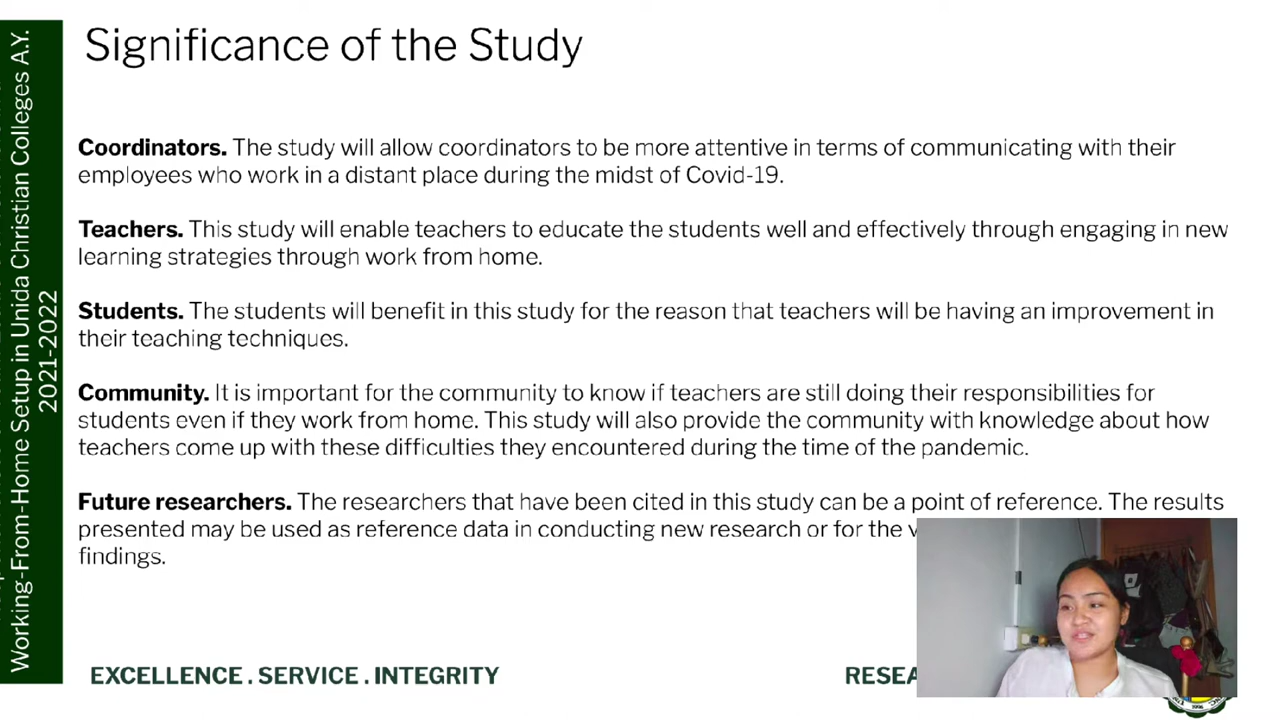 Significance of the Study
Coordinators. The study will allow coordinators to be more attentive in terms of communicating with their
employees who work in a distant place during the midst of Covid-19.
Teachers. This study will enable teachers to educate the students well and effectively through engaging in new
learning strategies through work from home.
Students. The students will benefit in this study for the reason that teachers will be having an improvement in
their teaching techniques.
Community. It is important for the community to know if teachers are still doing their responsibilities for
students even if they work from home. This study will also provide the community with knowledge about how
teachers come up with these difficulties they encountered during the time of the pandemic.
Future researchers. The researchers that have been cited in this study can be a point of reference. The results
presented may be used as reference data in conducting new research or for the
findings.
Working-From-Home Setup in Unida Christian Colleges A.Y.
2021-2022
EXCELLENCE . SERVICE . INTEGRITY